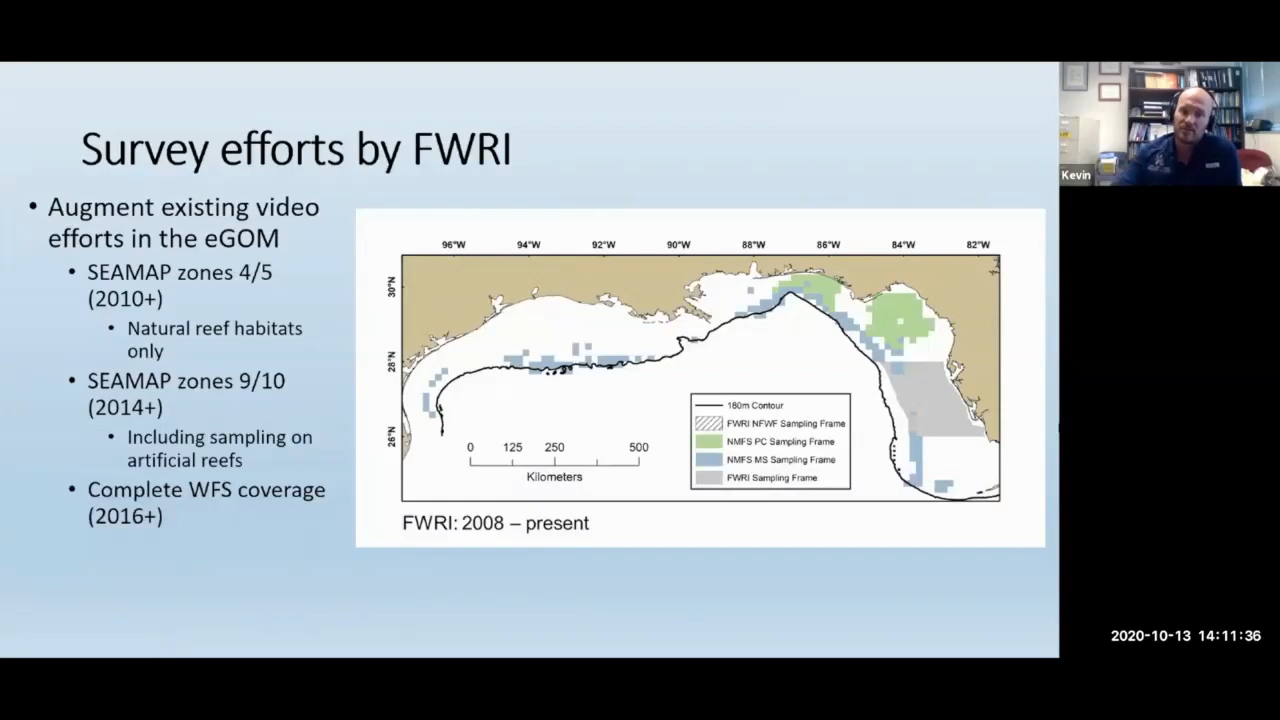 Survey efforts by FWRI
• Augment existing video
efforts in the eGOM
• SEAMAP zones 4/5
(2010+)
• Natural reef habitats
only
• SEAMAP zones 9/10
(2014+)
• Including sampling on
artificial reefs
• Complete WFS coverage
(2016+)
96°W 94°W 92°W 90°W 88°W 86°W 84°W 82°W
30°N
28°N
26°N
0 125 250 500
Kilometers
180m Contour
FWRI NFWF Sampling Frame
NMFS PC Sampling Frame
NMFS MS Sampling Frame
FWRI Sampling Frame
FWRI: 2008 – present
Kevin
2020-10-13 14:11:36